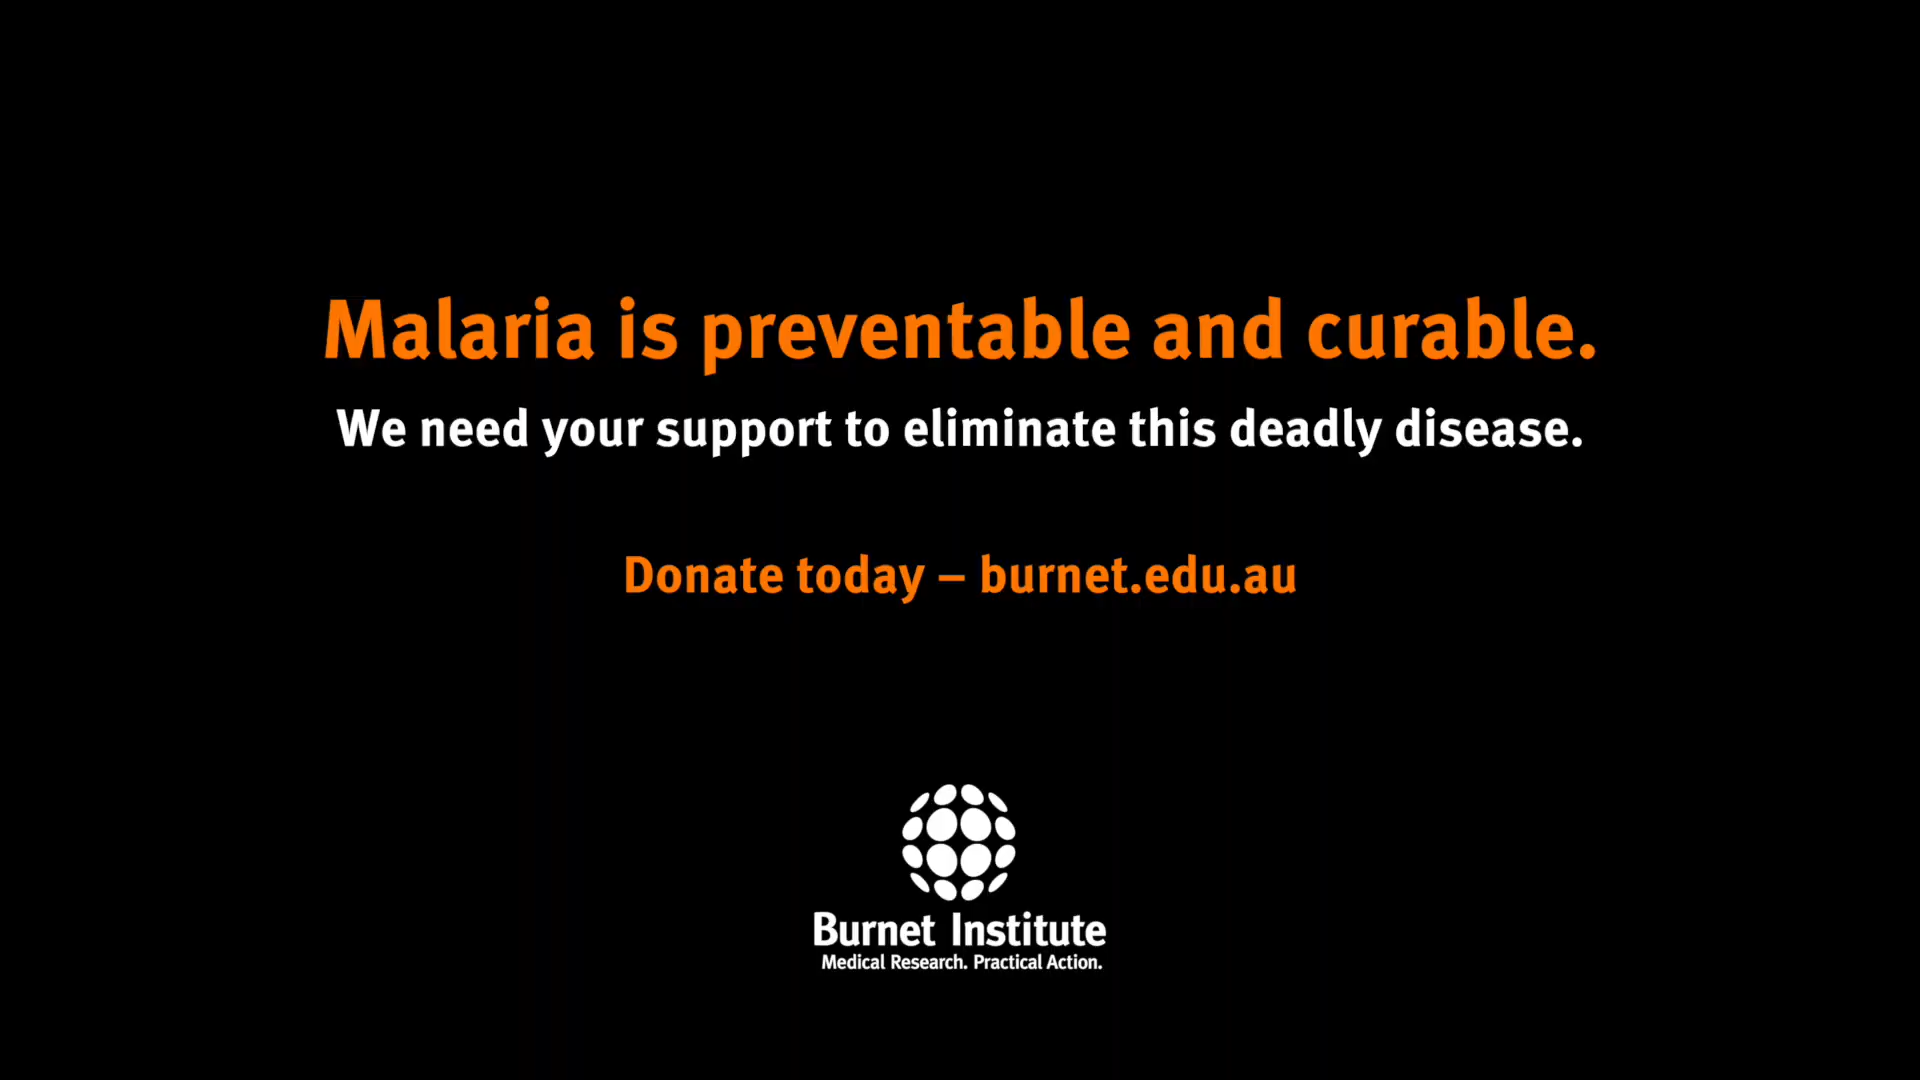 Malaria is preventable and curable.
We need your support to eliminate this deadly disease.
Donate today – burnet.edu.au
Burnet Institute
Medical Research. Practical Action.